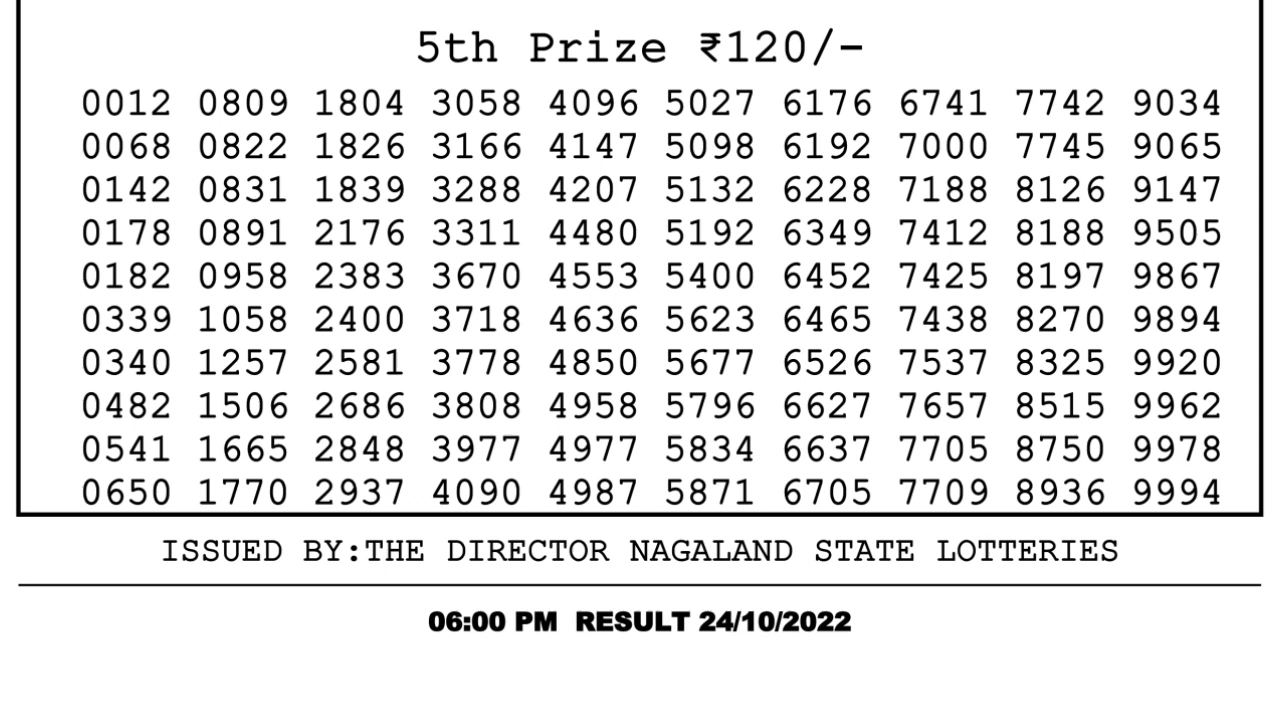 5th Prize ₹120/-
0012 0809 1804 3058 4096 5027 6176 6741 7742 9034
0068 0822 1826 3166 4147 5098 6192 7000 7745 9065
0142 0831 1839 3288 4207 5132 6228 7188 8126 9147
0178 0891 2176 3311 4480 5192 6349 7412 8188 9505
0182 0958 2383 3670 4553 5400 6452 7425 8197 9867
0339 1058 2400 3718 4636 5623 6465 7438 8270 9894
0340 1257 2581 3778 4850 5677 6526 7537 8325 9920
0482 1506 2686 3808 4958 5796 6627 7657 8515 9962
0541 1665 2848 3977 4977 5834 6637 7705 8750 9978
0650 1770 2937 4090 4987 5871 6705 7709 8936 9994
ISSUED BY:THE DIRECTOR NAGALAND STATE LOTTERIES
06:00 PM RESULT 24/10/2022